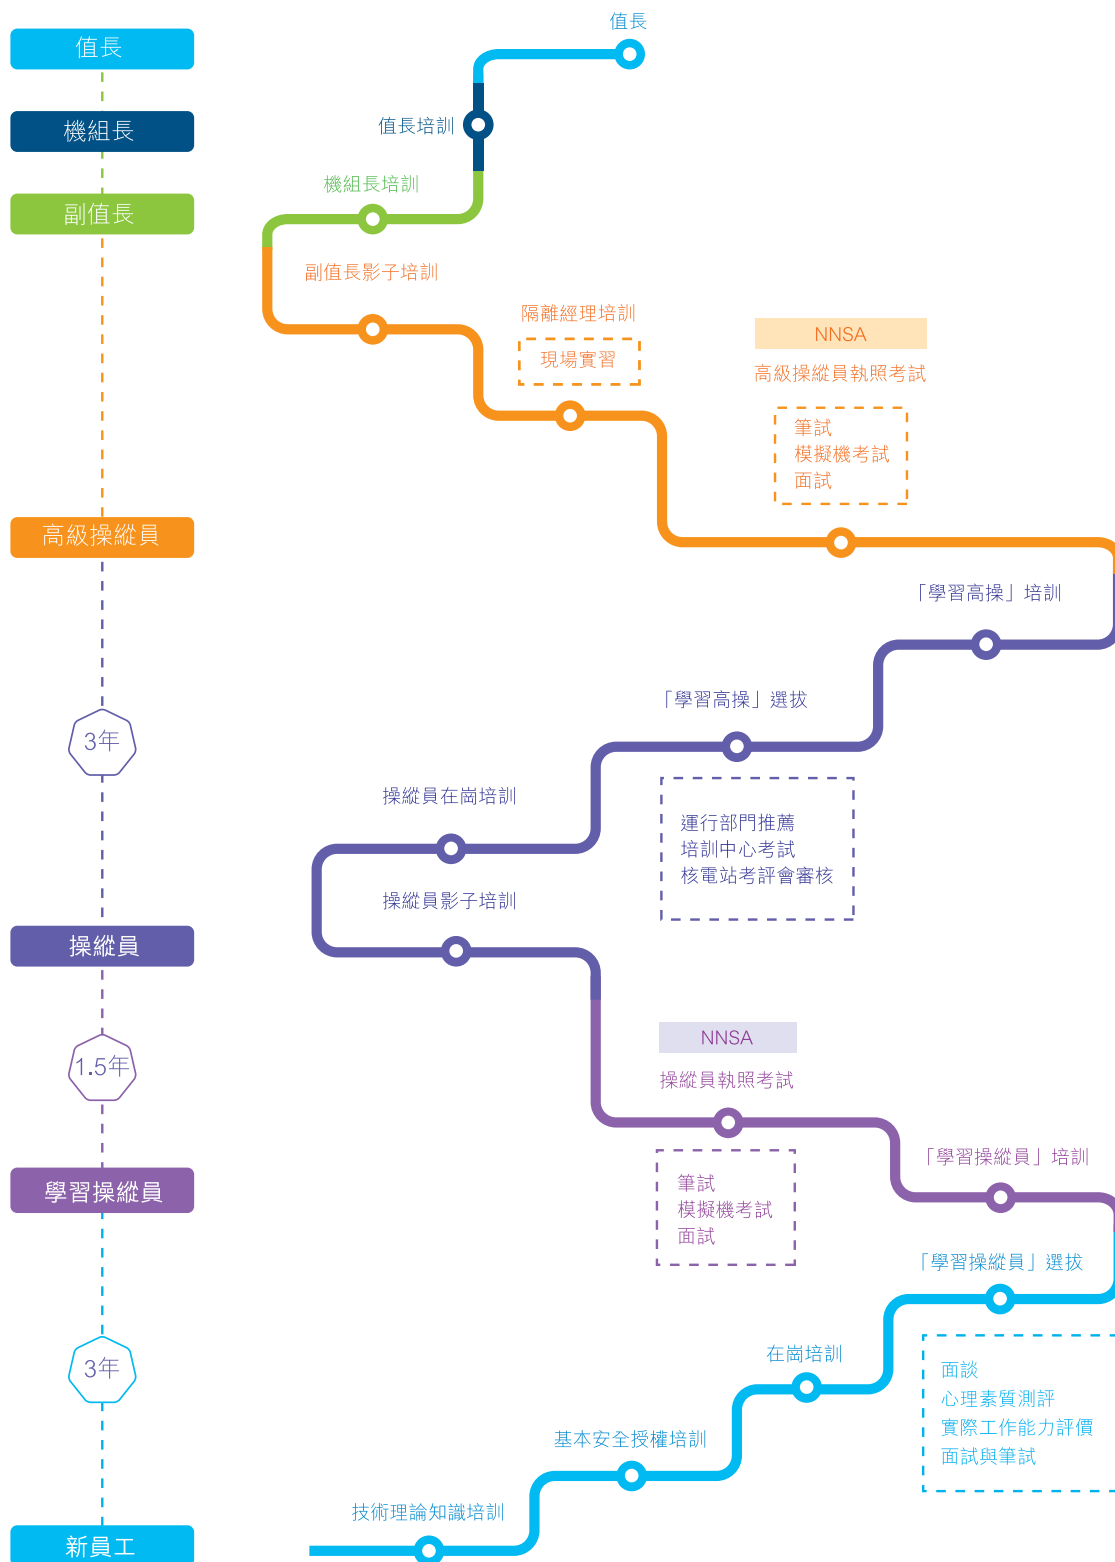 值長
值長
機組長
值長培訓
機組長培訓
副值長
副值長影子培訓
隔離經理培訓
現場實習
NNSA
高級操縱員執照考試
筆試
模擬機考試
面試
高級操縱員
「學習高操」培訓
「學習高操」選拔
3年
操縱員在崗培訓
運行部門推薦
培訓中心考試
核電站考評會審核
操縱員影子培訓
操縱員
NNSA
1.5年
操縱員執照考試
「學習操縱員」培訓
筆試
模擬機考試
面試
學習操縱員
「學習操縱員」選拔
在崗培訓
3年
面談
心理素質測評
實際工作能力評價
面試與筆試
基本安全授權培訓
技術理論知識培訓
新員工